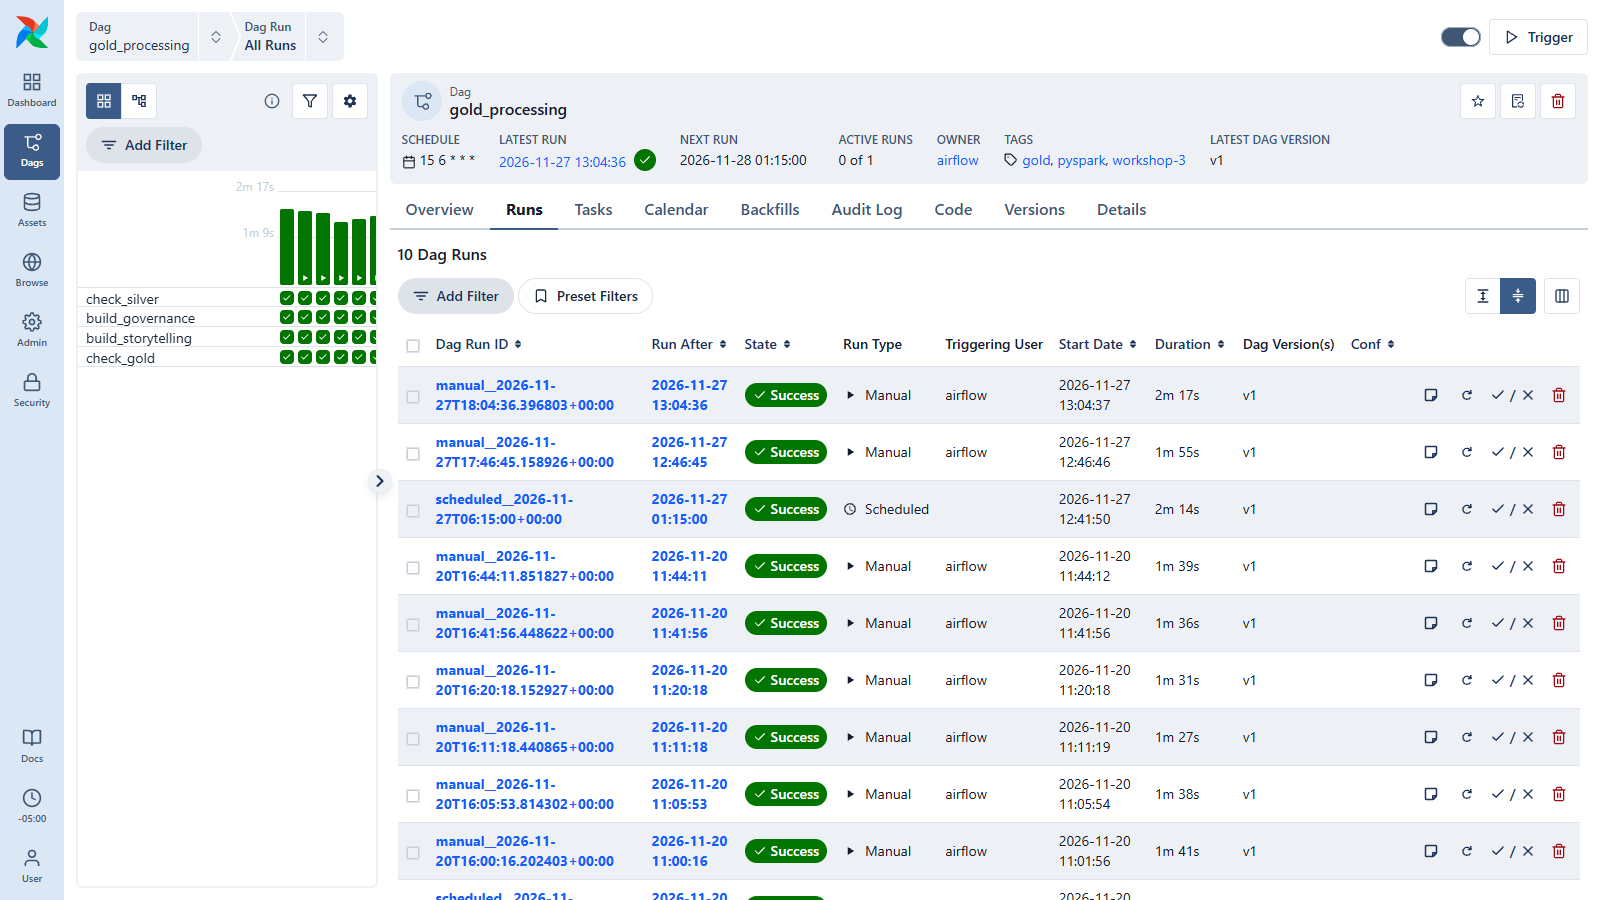 Dag
gold_processing
Dag Run
All Runs
Trigger
Dashboard
Dags
Assets
Browse
Admin
Security
Docs
-05:00
User
Add Filter
2m 17s
1m 9s
check_silver
build_governance
build_storytelling
check_gold
Dag
gold_processing
SCHEDULE
15 6 * * *
LATEST RUN
2026-11-27 13:04:36
NEXT RUN
2026-11-28 01:15:00
ACTIVE RUNS
0 of 1
OWNER
airflow
TAGS
gold, pyspark, workshop-3
LATEST DAG VERSION
v1
Overview Runs Tasks Calendar Backfills Audit Log Code Versions Details
10 Dag Runs
Add Filter Preset Filters
Dag Run ID Run After State Run Type Triggering User Start Date Duration Dag Version(s) Conf
manual__2026-11-27T18:04:36.396803+00:00 2026-11-27 13:04:36 Success Manual airflow 2026-11-27 13:04:37 2m 17s v1 /
manual__2026-11-27T17:46:45.158926+00:00 2026-11-27 12:46:45 Success Manual airflow 2026-11-27 12:46:46 1m 55s v1 /
scheduled__2026-11-27T06:15:00+00:00 2026-11-27 01:15:00 Success Scheduled 2026-11-27 12:41:50 2m 14s v1 /
manual__2026-11-20T16:44:11.851827+00:00 2026-11-20 11:44:11 Success Manual airflow 2026-11-20 11:44:12 1m 39s v1 /
manual__2026-11-20T16:41:56.448622+00:00 2026-11-20 11:41:56 Success Manual airflow 2026-11-20 11:41:56 1m 36s v1 /
manual__2026-11-20T16:20:18.152927+00:00 2026-11-20 11:20:18 Success Manual airflow 2026-11-20 11:20:18 1m 31s v1 /
manual__2026-11-20T16:11:18.440865+00:00 2026-11-20 11:11:18 Success Manual airflow 2026-11-20 11:11:19 1m 27s v1 /
manual__2026-11-20T16:05:53.814302+00:00 2026-11-20 11:05:53 Success Manual airflow 2026-11-20 11:05:54 1m 38s v1 /
manual__2026-11-20T16:00:16.202403+00:00 2026-11-20 11:00:16 Success Manual airflow 2026-11-20 11:01:56 1m 41s v1 /
scheduled__2026-11- 2026-11-20 2026-11-20